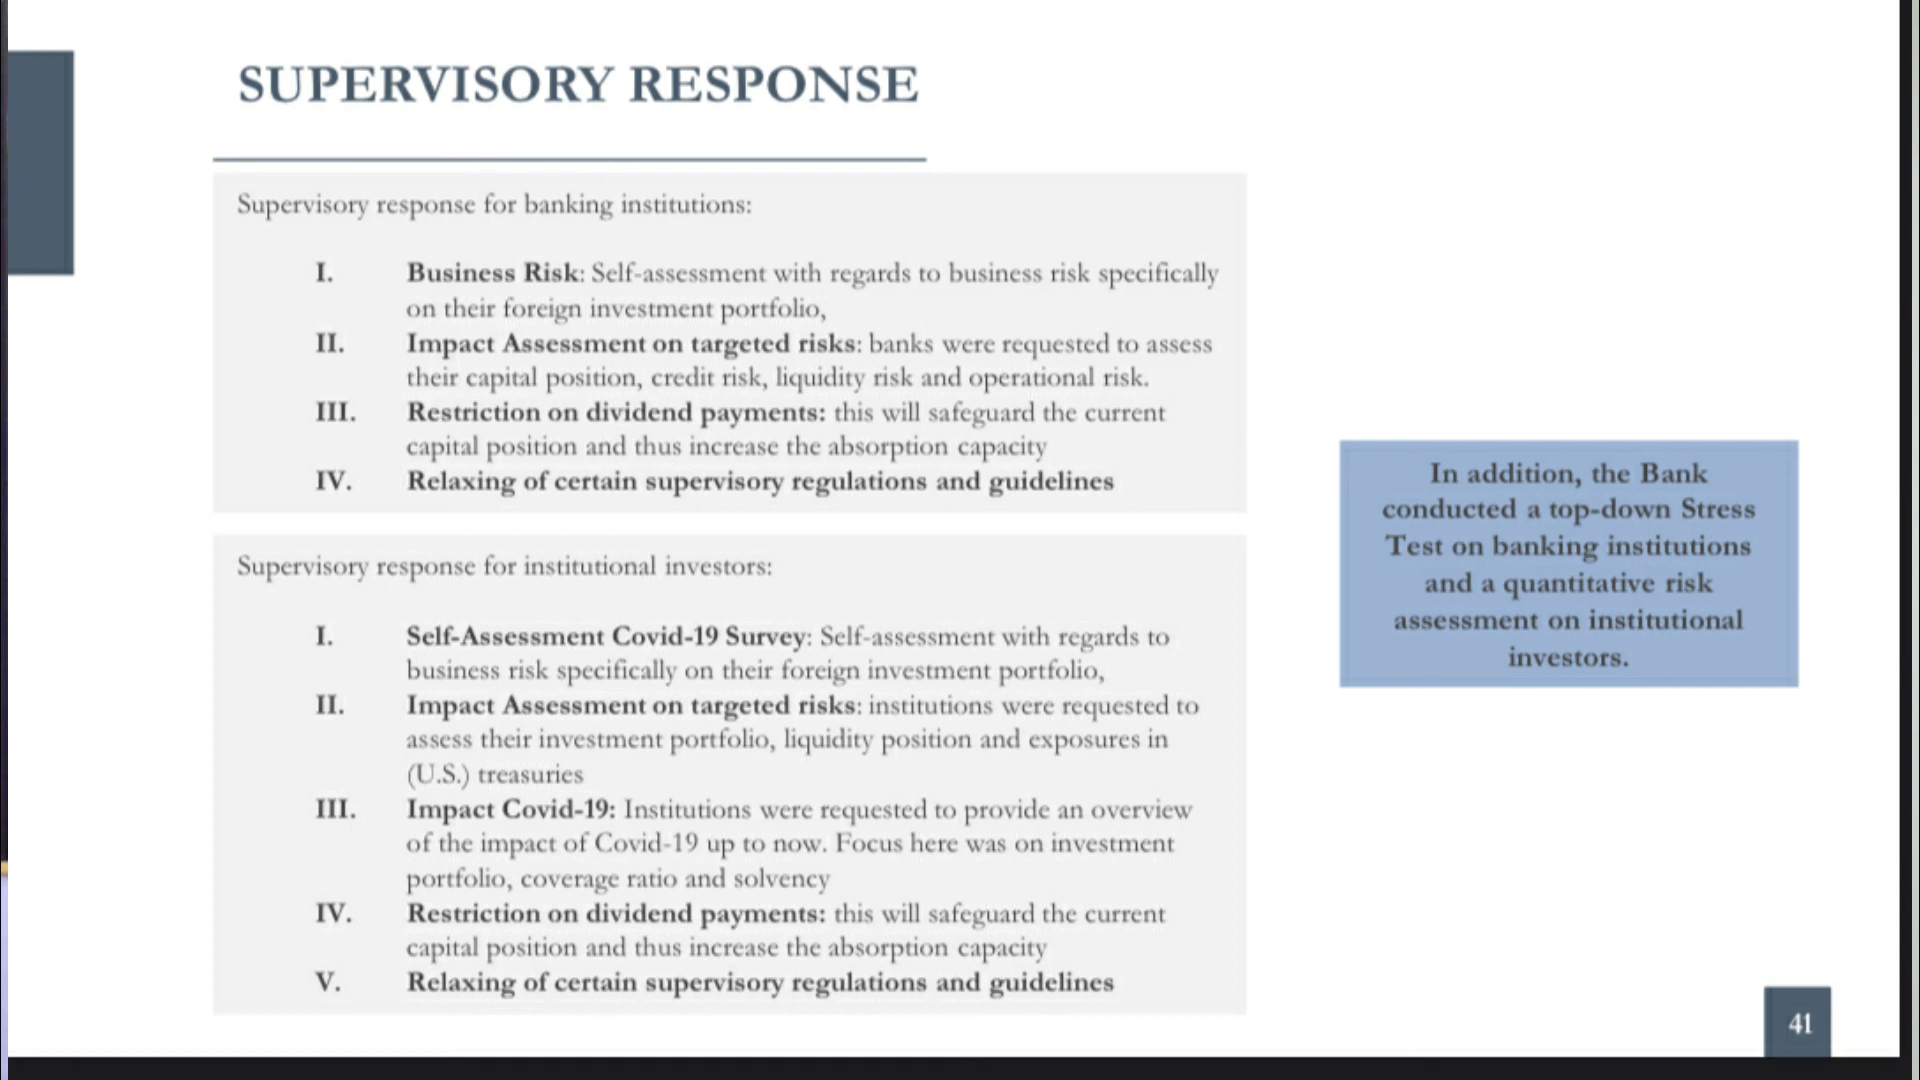 SUPERVISORY RESPONSE
Supervisory response for banking institutions:
I. Business Risk: Self-assessment with regards to business risk specifically
on their foreign investment portfolio,
II. Impact Assessment on targeted risks: banks were requested to assess
their capital position, credit risk, liquidity risk and operational risk.
III. Restriction on dividend payments: this will safeguard the current
capital position and thus increase the absorption capacity
IV. Relaxing of certain supervisory regulations and guidelines
Supervisory response for institutional investors:
I. Self-Assessment Covid-19 Survey: Self-assessment with regards to
business risk specifically on their foreign investment portfolio,
II. Impact Assessment on targeted risks: institutions were requested to
assess their investment portfolio, liquidity position and exposures in
(U.S.) treasuries
III. Impact Covid-19: Institutions were requested to provide an overview
of the impact of Covid-19 up to now. Focus here was on investment
portfolio, coverage ratio and solvency
IV. Restriction on dividend payments: this will safeguard the current
capital position and thus increase the absorption capacity
V. Relaxing of certain supervisory regulations and guidelines
In addition, the Bank
conducted a top-down Stress
Test on banking institutions
and a quantitative risk
assessment on institutional
investors.
41